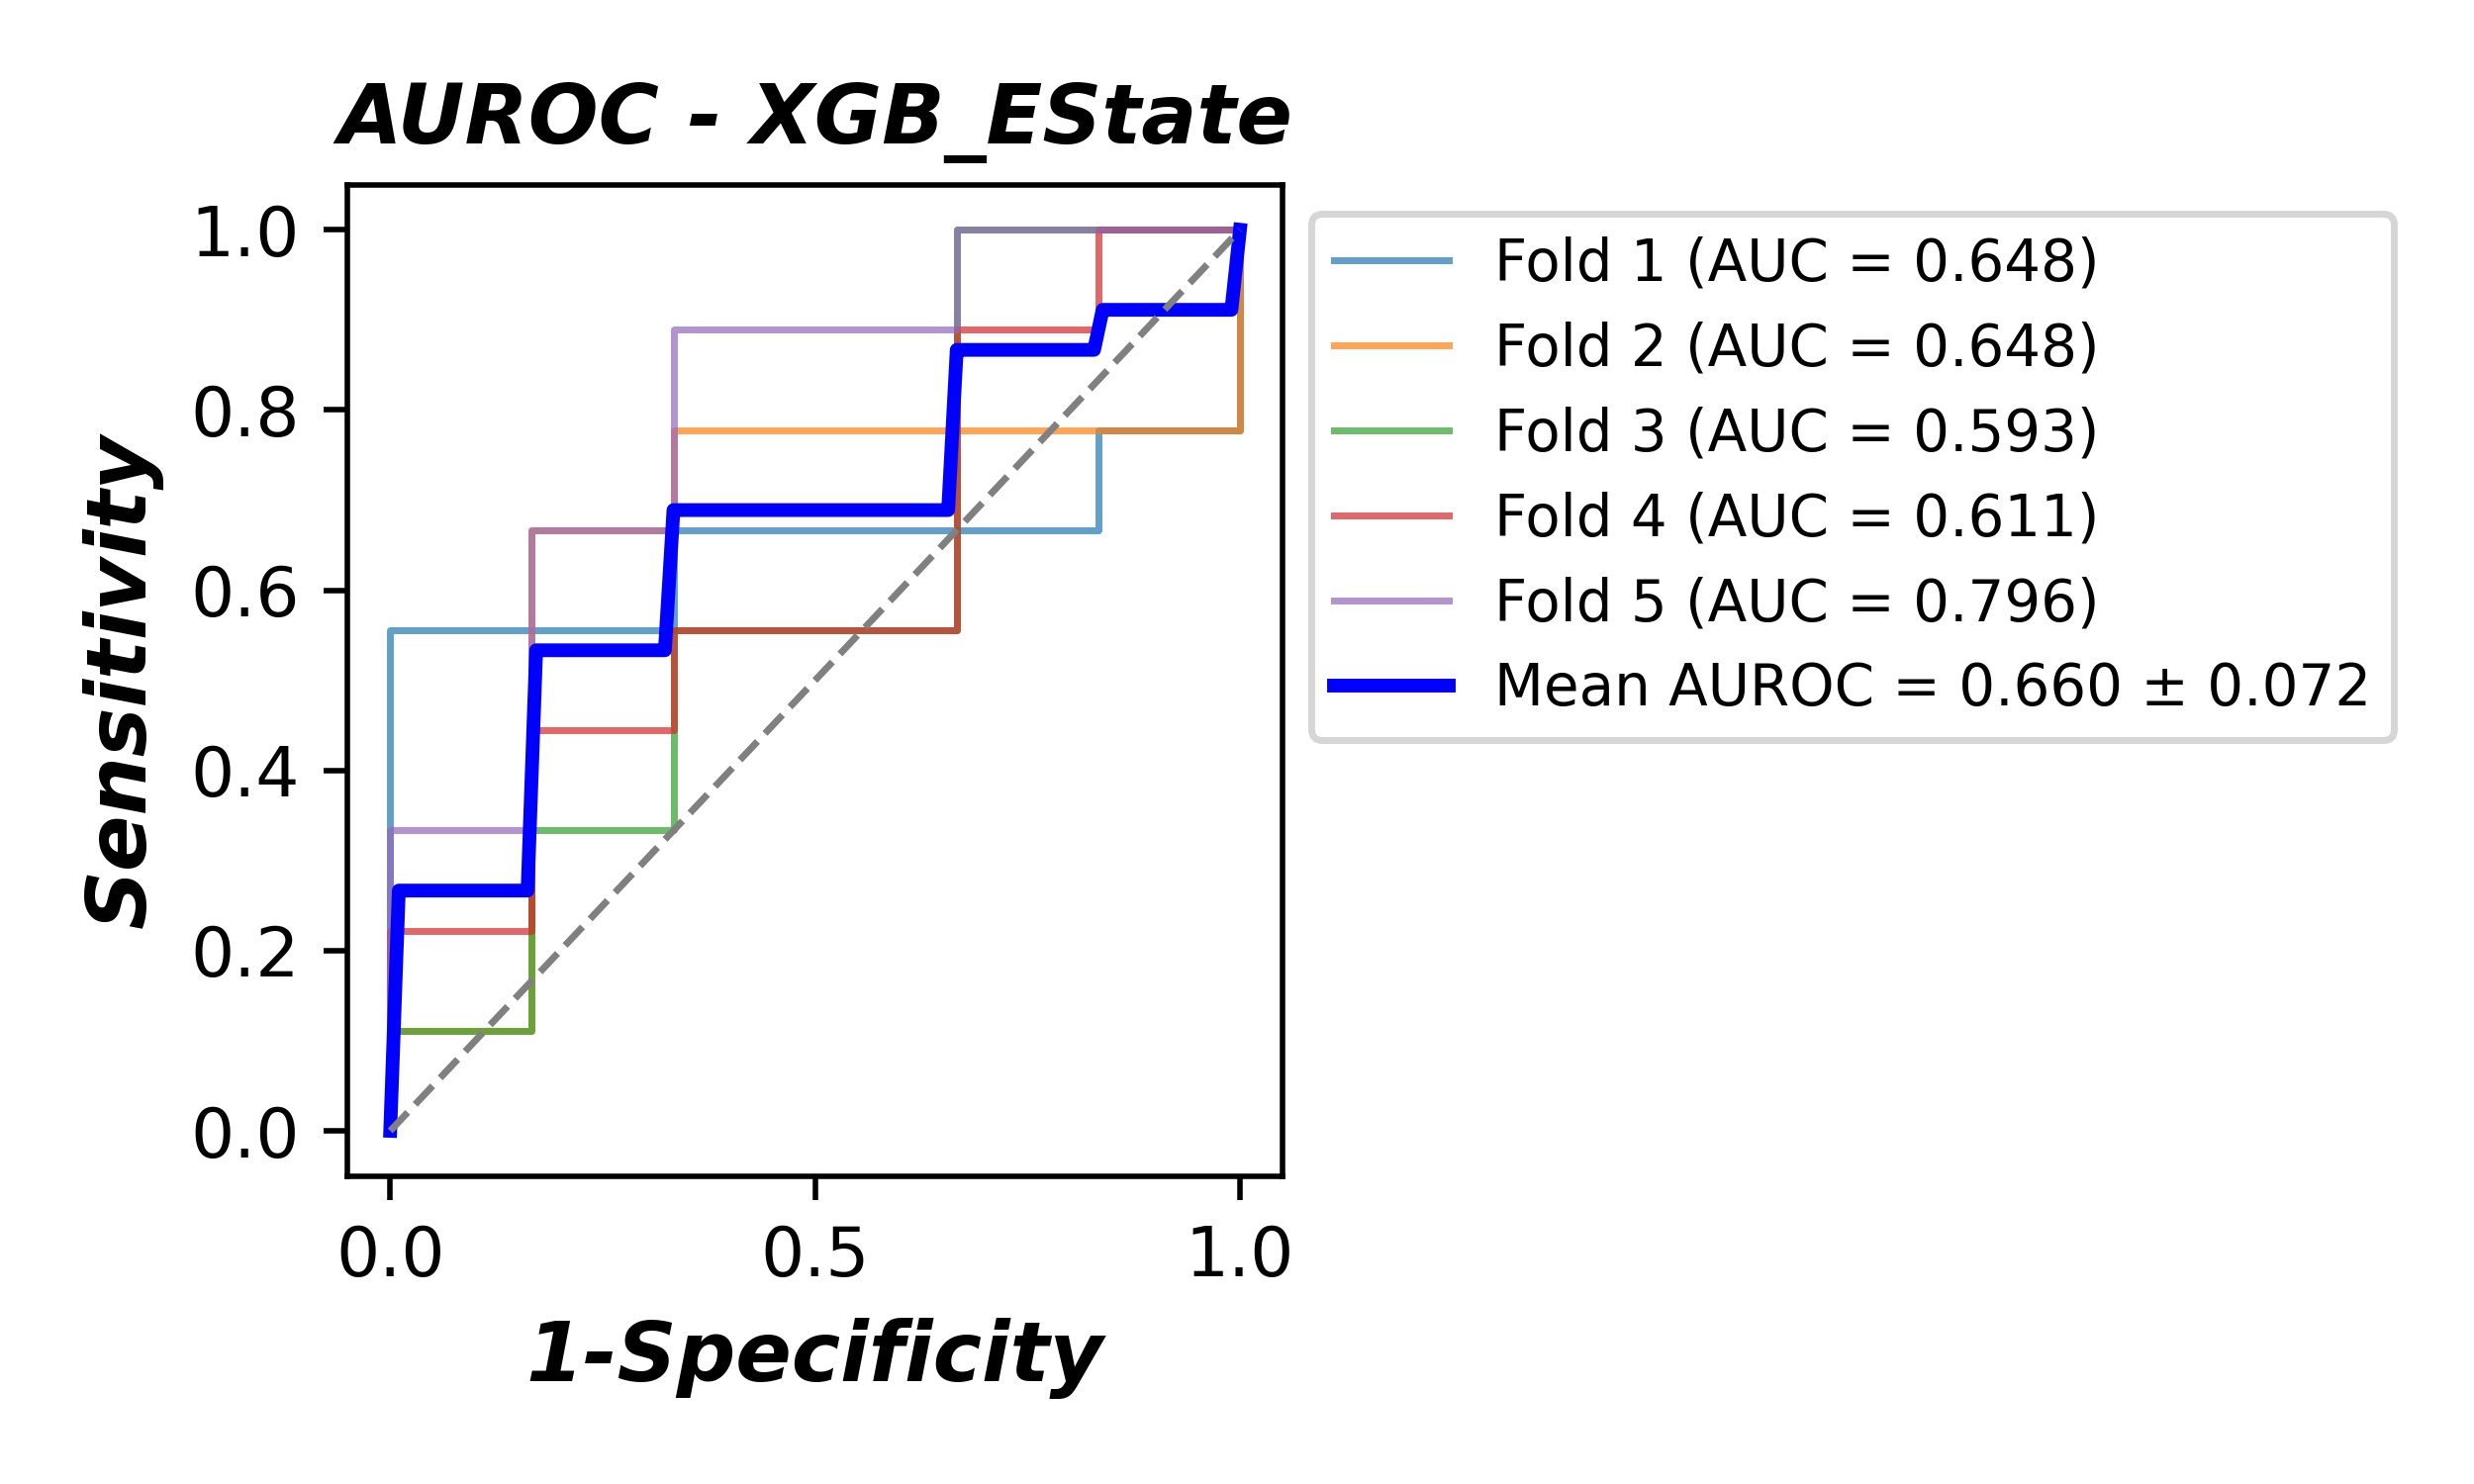 AUROC - XGB_EState
Sensitivity
1.0
0.8
0.6
0.4
0.2
0.0
0.0 0.5 1.0
1-Specificity
Fold 1 (AUC = 0.648)
Fold 2 (AUC = 0.648)
Fold 3 (AUC = 0.593)
Fold 4 (AUC = 0.611)
Fold 5 (AUC = 0.796)
Mean AUROC = 0.660 ± 0.072